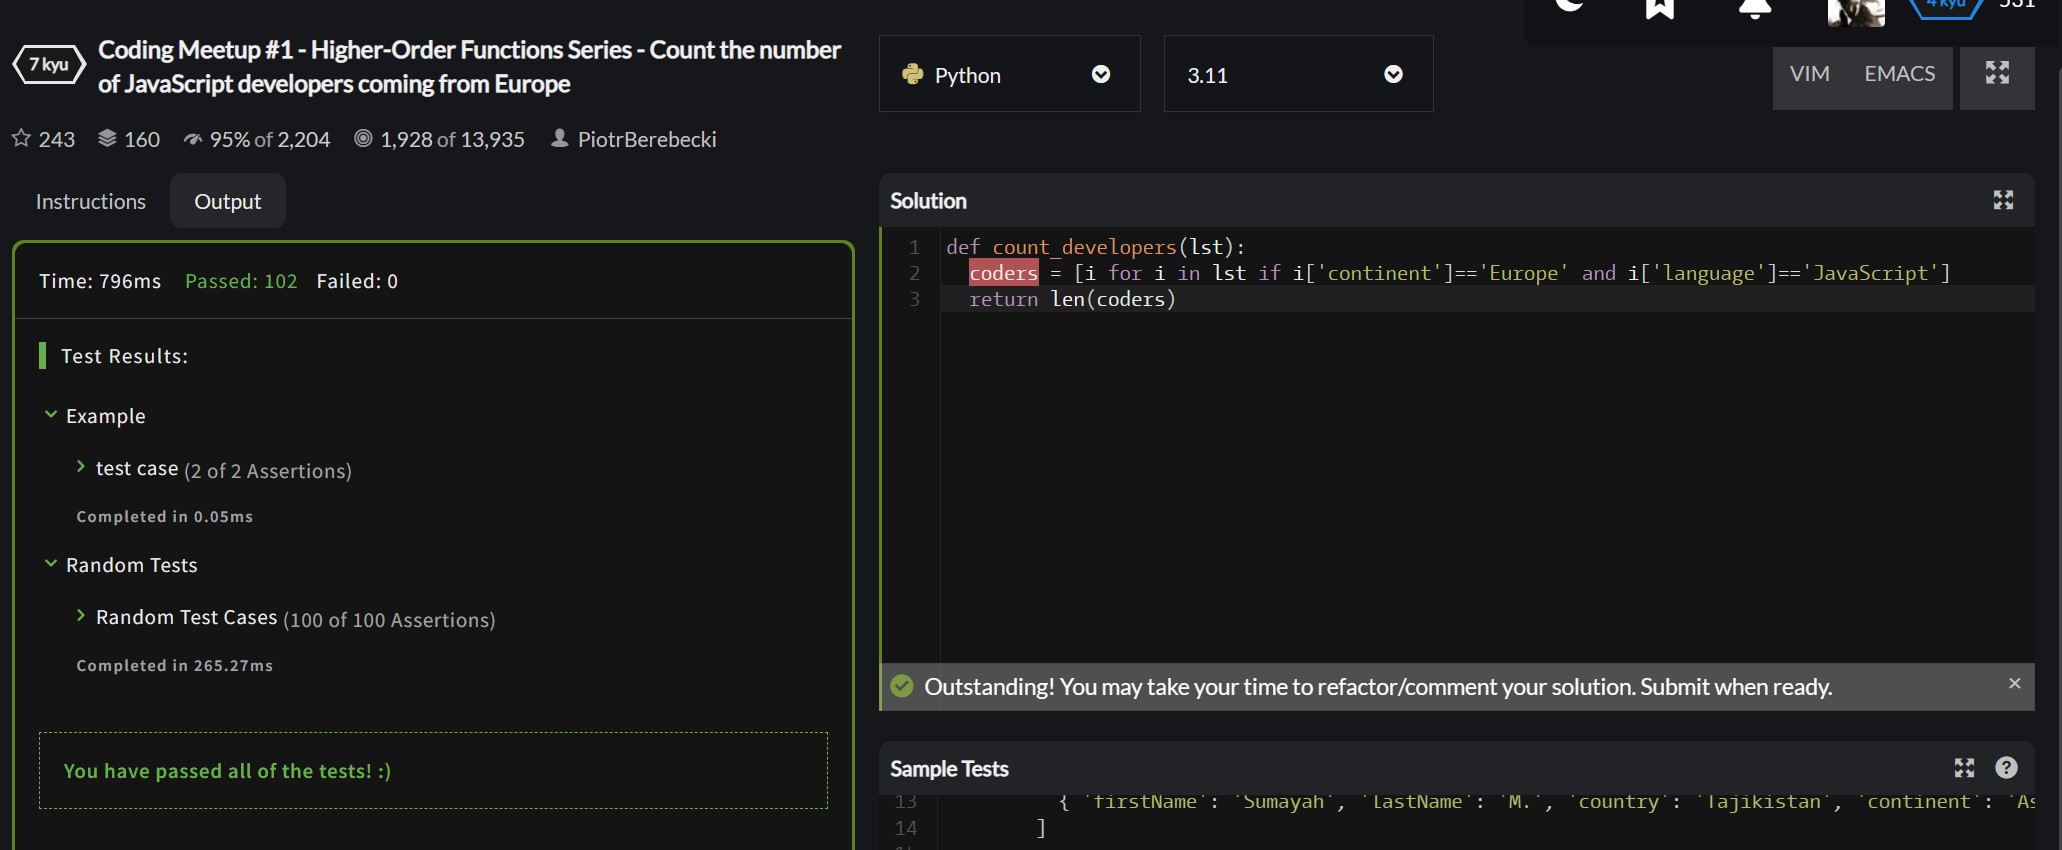 4 kyu 531
7 kyu
Coding Meetup #1 - Higher-Order Functions Series - Count the number
of JavaScript developers coming from Europe
243 160 95% of 2,204 1,928 of 13,935 PiotrBerebecki
Instructions Output
Time: 796ms Passed: 102 Failed: 0
Test Results:
Example
test case (2 of 2 Assertions)
Completed in 0.05ms
Random Tests
Random Test Cases (100 of 100 Assertions)
Completed in 265.27ms
You have passed all of the tests! :)
Python 3.11 VIM EMACS
Solution
1 def count_developers(lst):
2 coders = [i for i in lst if i['continent']=='Europe' and i['language']=='JavaScript']
3 return len(coders)
Outstanding! You may take your time to refactor/comment your solution. Submit when ready. ×
Sample Tests ?
13 { 'firstName': 'Sumayah', 'lastName': 'M.', 'country': 'Tajikistan', 'continent': 'As
14 ]